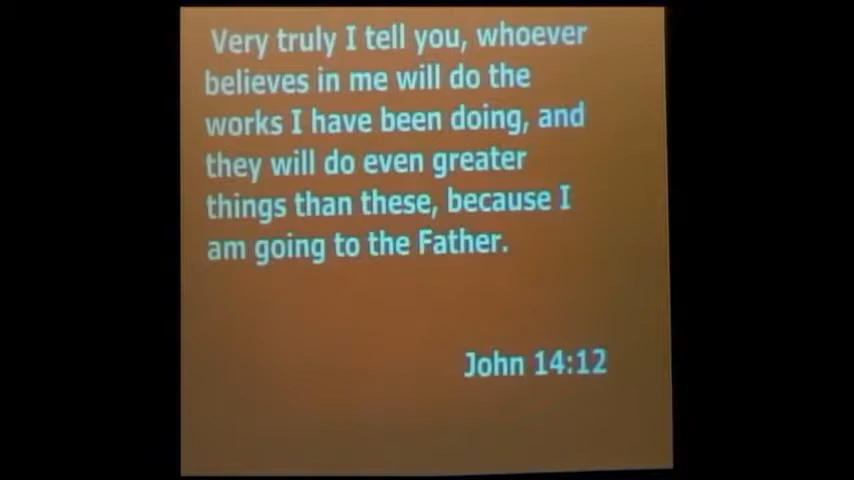 Very truly I tell you, whoever
believes in me will do the
works I have been doing, and
they will do even greater
things than these, because I
am going to the Father.
John 14:12